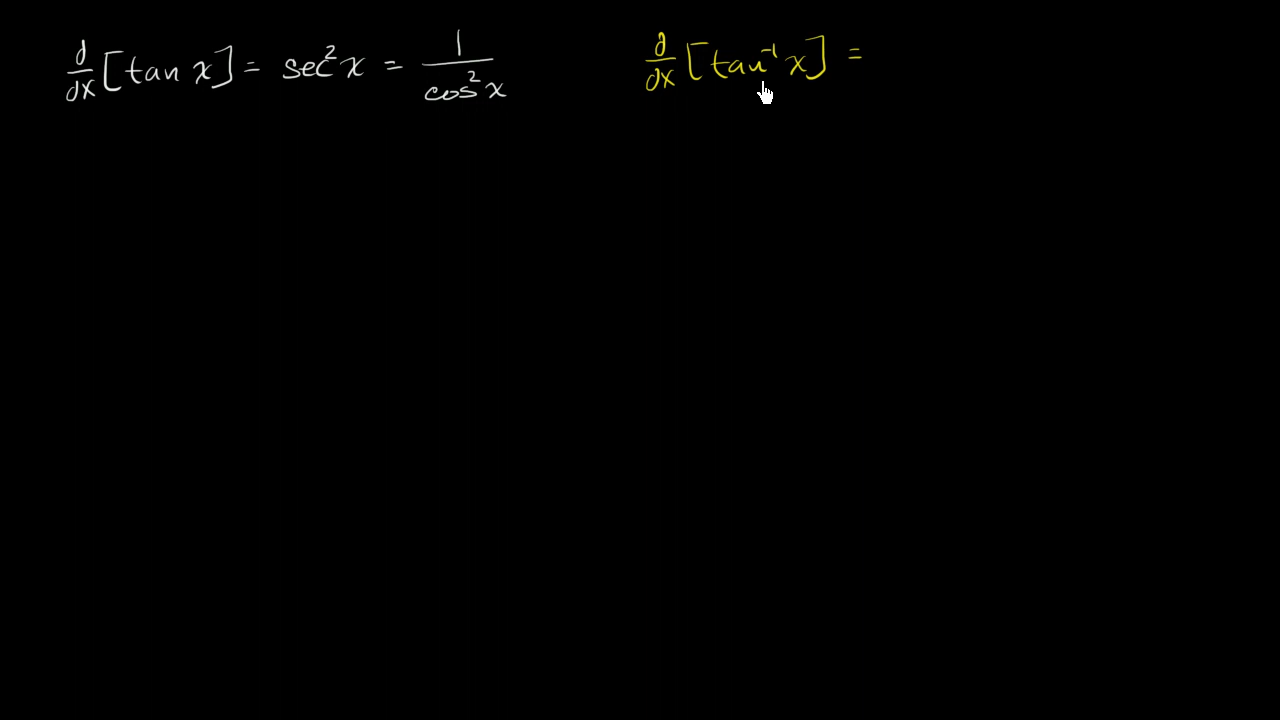 d/dx [tan x] = sec²x = 1/cos²x
d/dx [tan⁻¹ x] =